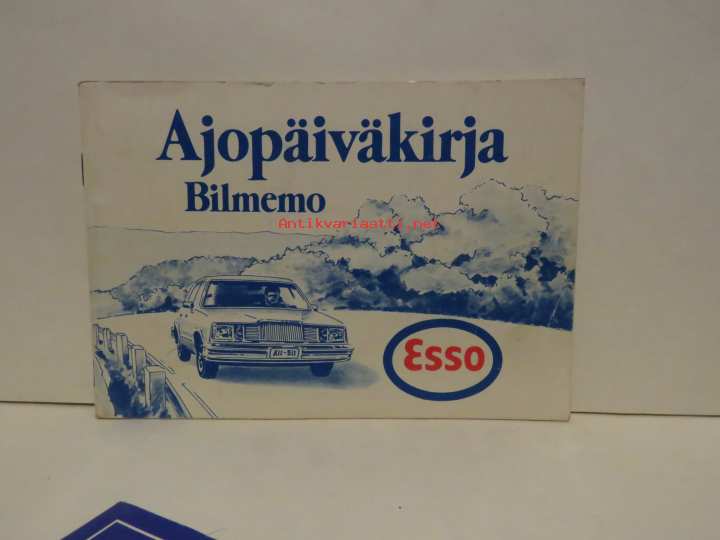 Ajopäiväkirja
Bilmemo
Antikvariaatti.net
Esso